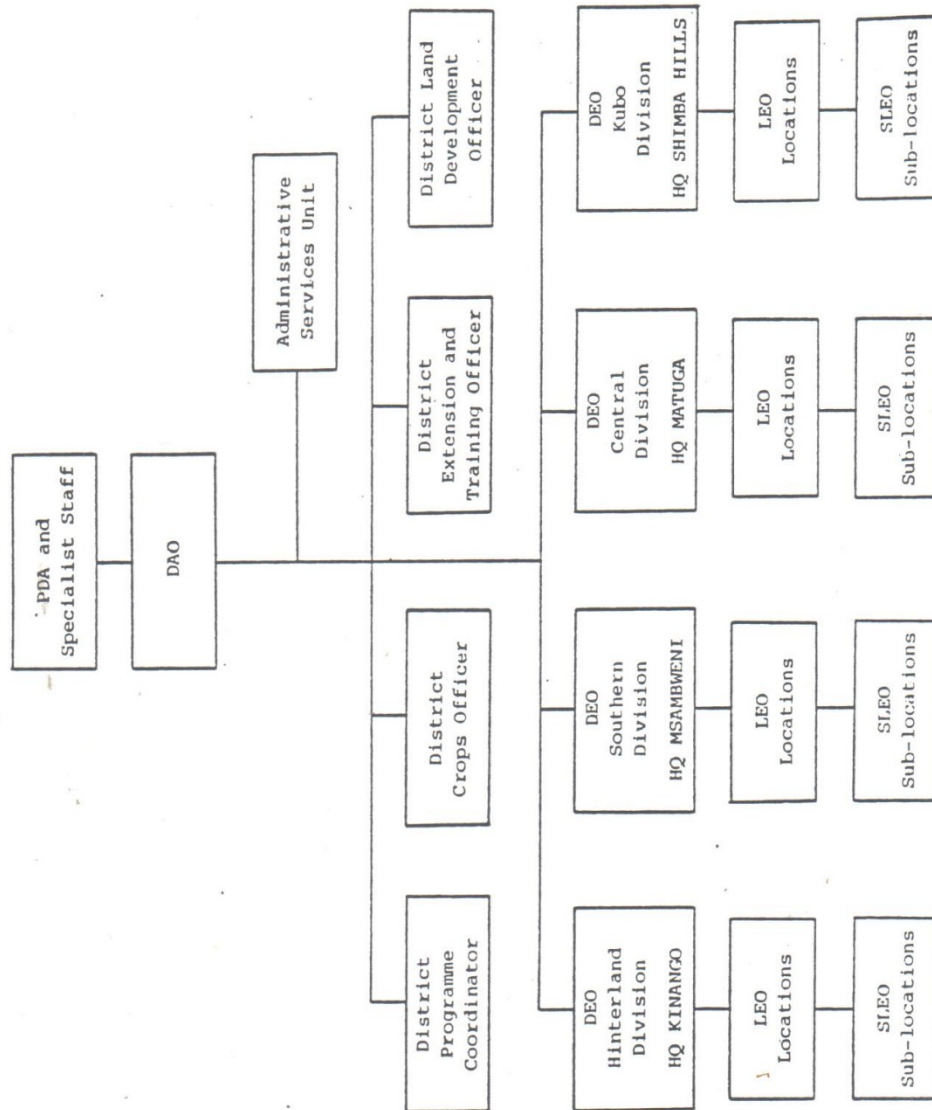 PDA and
Specialist Staff
DAO
Administrative
Services Unit
District
Programme
Coordinator
District
Crops Officer
District
Extension and
Training Officer
District Land
Development
Officer
DEO
Hinterland
Division
HQ KINANGO
DEO
Southern
Division
HQ MSAMBWENI
DEO
Central
Division
HQ MATUGA
DEO
Kubo
Division
HQ SHIMBA HILLS
LEO
Locations
LEO
Locations
LEO
Locations
LEO
Locations
SLEO
Sub-locations
SLEO
Sub-locations
SLEO
Sub-locations
SLEO
Sub-locations